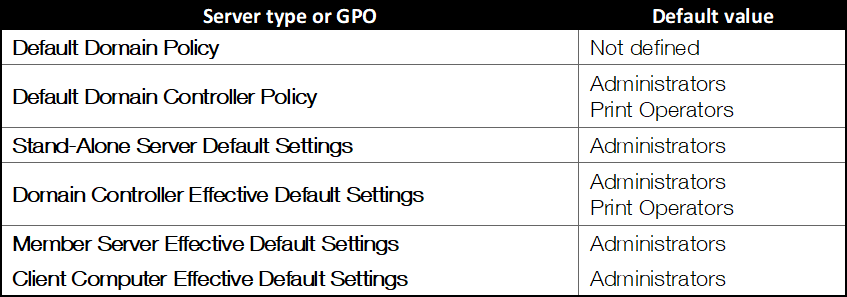 Server type or GPO Default value
Default Domain Policy Not defined
Default Domain Controller Policy Administrators
Print Operators
Stand-Alone Server Default Settings Administrators
Domain Controller Effective Default Settings Administrators
Print Operators
Member Server Effective Default Settings Administrators
Client Computer Effective Default Settings Administrators